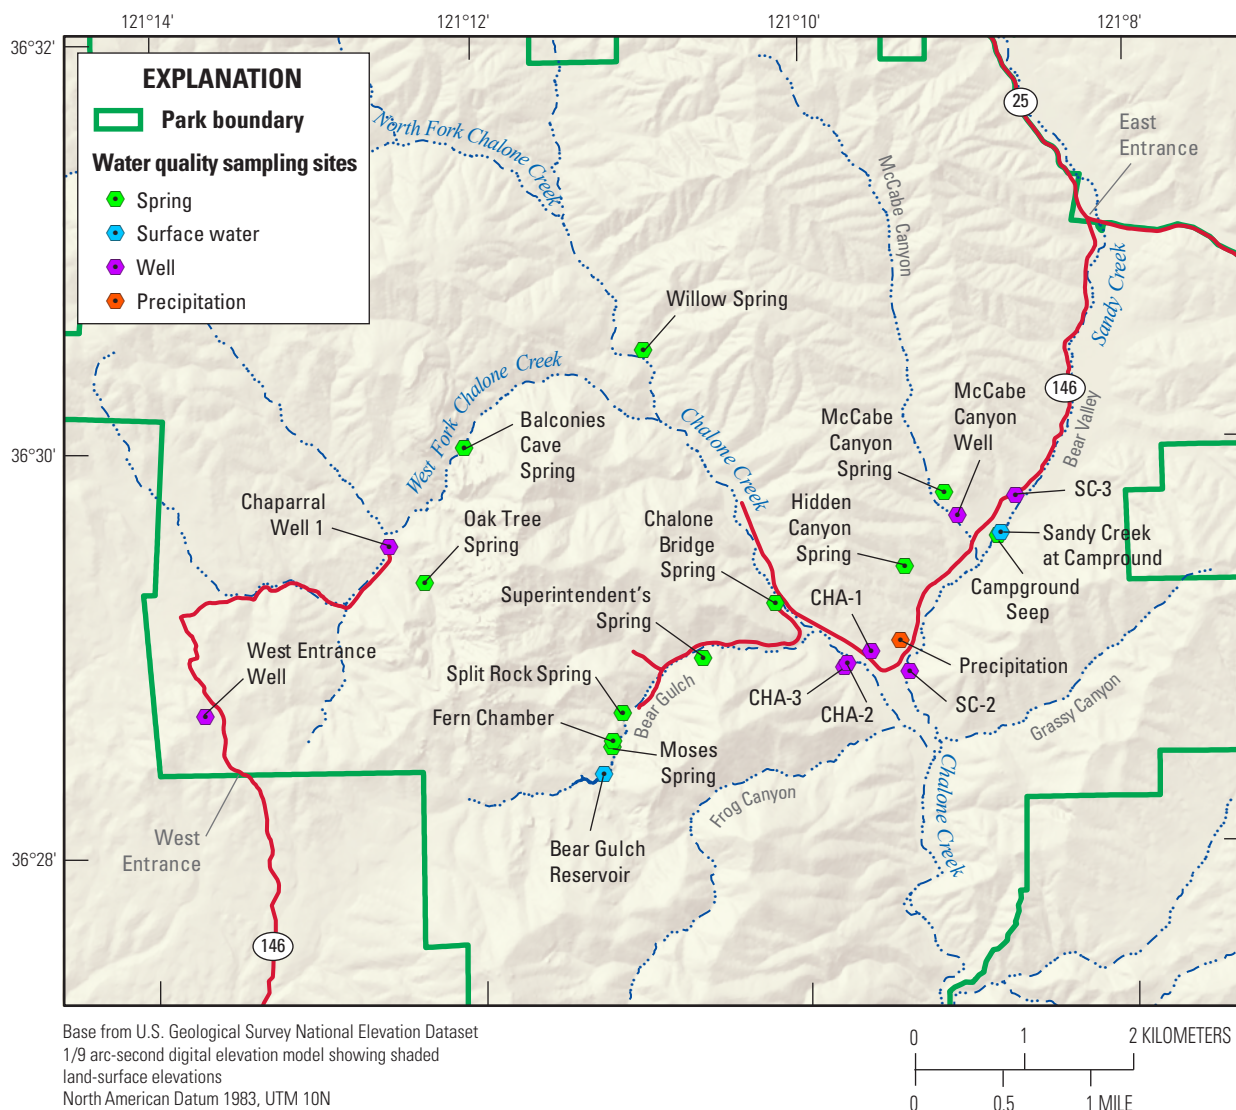 121°14'
121°12'
121°10'
121°8'
36°32'
EXPLANATION
Park boundary
Water quality sampling sites
Spring
Surface water
Well
Precipitation
North Fork Chalone Creek
McCabe Canyon
25
East
Entrance
Sandy Creek
Willow Spring
146
West Fork Chalone Creek
Balconies
Cave
Spring
Chalone Creek
McCabe
Canyon
Spring
McCabe
Canyon
Well
Bear Valley
36°30'
Chaparral
Well 1
Oak Tree
Spring
Chalone
Bridge
Spring
Hidden
Canyon
Spring
SC-3
Sandy Creek
at Campround
Campground
Seep
Superintendent's
Spring
CHA-1
West Entrance
Well
Split Rock Spring
Fern Chamber
Bear Gulch
Moses
Spring
CHA-3
CHA-2
Precipitation
SC-2
Grassy Canyon
Frog Canyon
Chalone Creek
West
Entrance
Bear Gulch
Reservoir
36°28'
146
Base from U.S. Geological Survey National Elevation Dataset
1/9 arc-second digital elevation model showing shaded
land-surface elevations
North American Datum 1983, UTM 10N
0 1 2 KILOMETERS
0 0.5 1 MILE